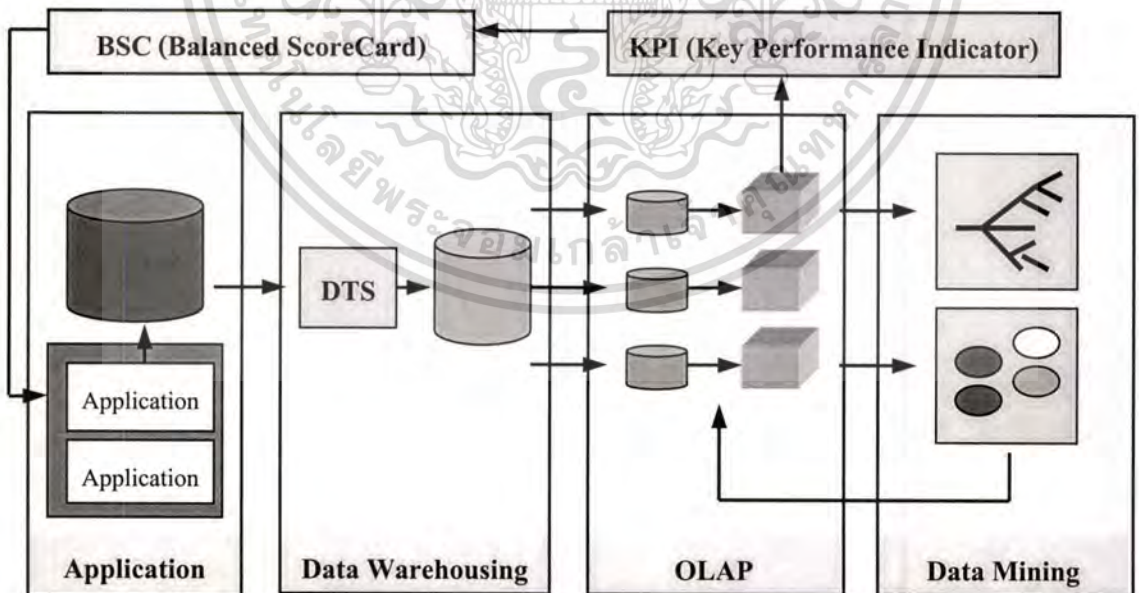 BSC (Balanced ScoreCard)
KPI (Key Performance Indicator)
DTS
Application
Application
Application
Data Warehousing
OLAP
Data Mining